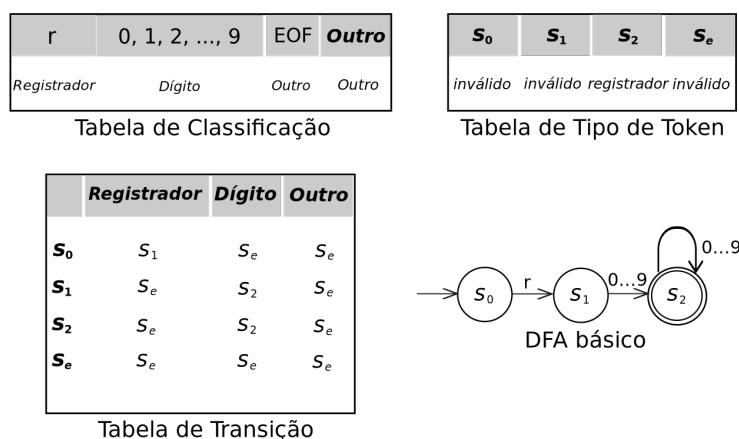 r 0, 1, 2, ..., 9 EOF Outro
Registrador Dígito Outro Outro
Tabela de Classificação
S0 S1 S2 Se
inválido inválido registrador inválido
Tabela de Tipo de Token
Registrador Dígito Outro
S0 S1 Se Se
S1 Se S2 Se
S2 Se S2 Se
Se Se Se Se
Tabela de Transição
0...9
r 0...9
S0 S1 S2
DFA básico